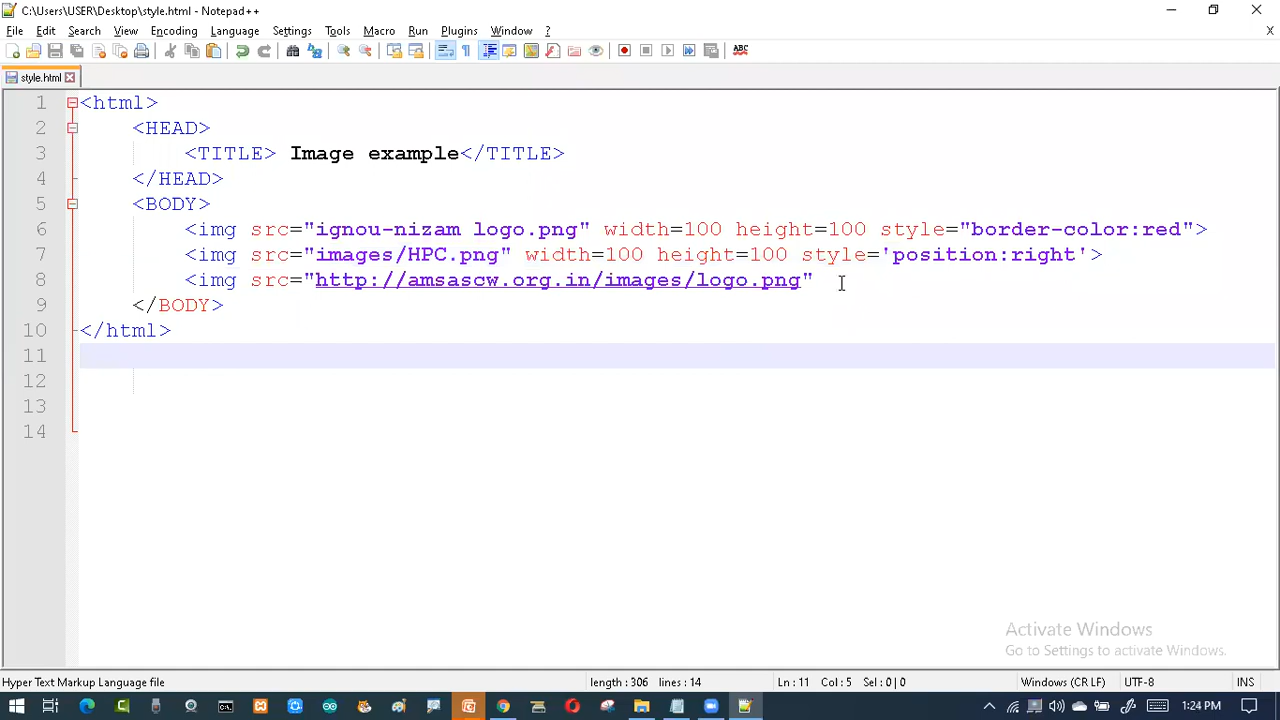 C:\Users\USER\Desktop\style.html - Notepad++
File Edit Search View Encoding Language Settings Tools Macro Run Plugins Window ? X
ABC
style.html
1 <html>
2 <HEAD>
3 <TITLE> Image example</TITLE>
4 </HEAD>
5 <BODY>
6 <img src="ignou-nizam logo.png" width=100 height=100 style="border-color:red">
7 <img src="images/HPC.png" width=100 height=100 style='position:right'>
8 <img src="http://amsascw.org.in/images/logo.png"
9 </BODY>
10 </html>
11
12
13
14
Activate Windows
Go to Settings to activate Windows.
Hyper Text Markup Language file length : 306 lines : 14 Ln : 11 Col : 5 Sel : 0 | 0 Windows (CR LF) UTF-8 INS
1:24 PM